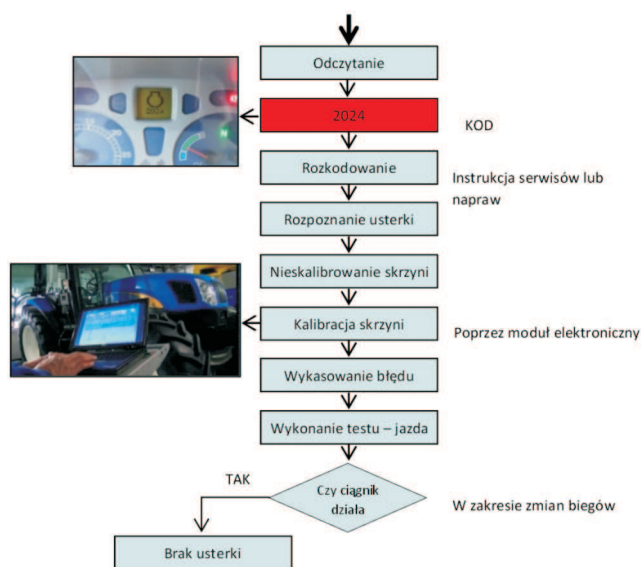 Odczytanie
2024
KOD
Rozkodowanie
Instrukcja serwisów lub
napraw
Rozpoznanie usterki
Nieskalibrowanie skrzyni
Kalibracja skrzyni
Poprzez moduł elektroniczny
Wykasowanie błędu
Wykonanie testu – jazda
TAK
Czy ciągnik
działa
W zakresie zmian biegów
Brak usterki